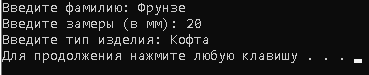 Введите фамилию: Фрунзе
Введите замеры (в мм): 20
Введите тип изделия: Кофта
Для продолжения нажмите любую клавишу . . .